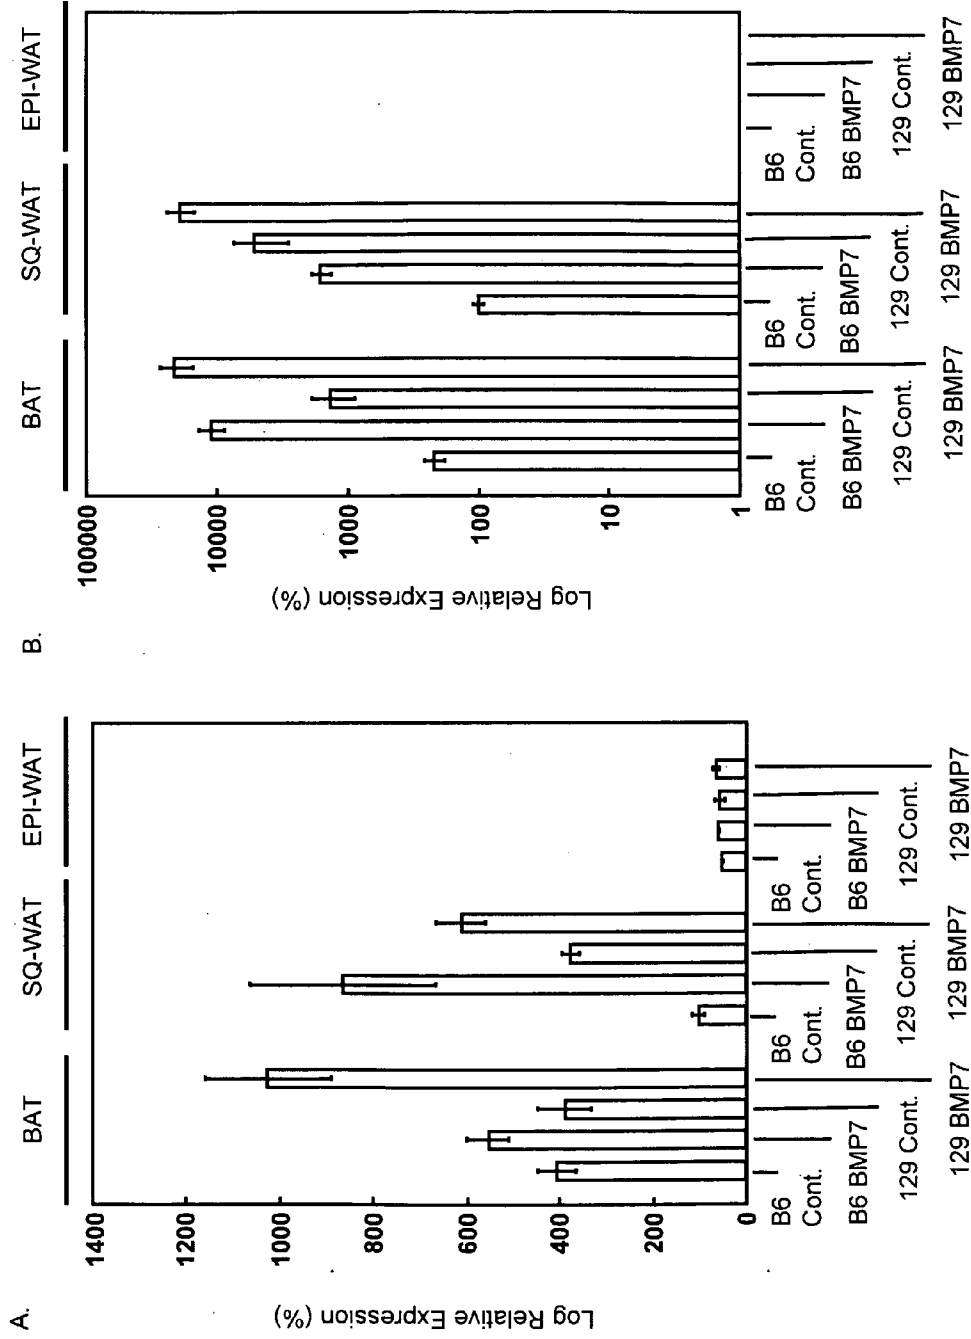 A.
Log Relative Expression (%)
1400
1200
1000
800
600
400
200
0
BAT
SQ-WAT
EPI-WAT
B6
Cont.
B6 BMP7
129 Cont.
129 BMP7
B6
Cont.
B6 BMP7
129 Cont.
129 BMP7
B6
Cont.
B6 BMP7
129 Cont.
129 BMP7
B.
Log Relative Expression (%)
100000
10000
1000
100
10
1
BAT
SQ-WAT
EPI-WAT
B6
Cont.
B6 BMP7
129 Cont.
129 BMP7
B6
Cont.
B6 BMP7
129 Cont.
129 BMP7
B6
Cont.
B6 BMP7
129 Cont.
129 BMP7